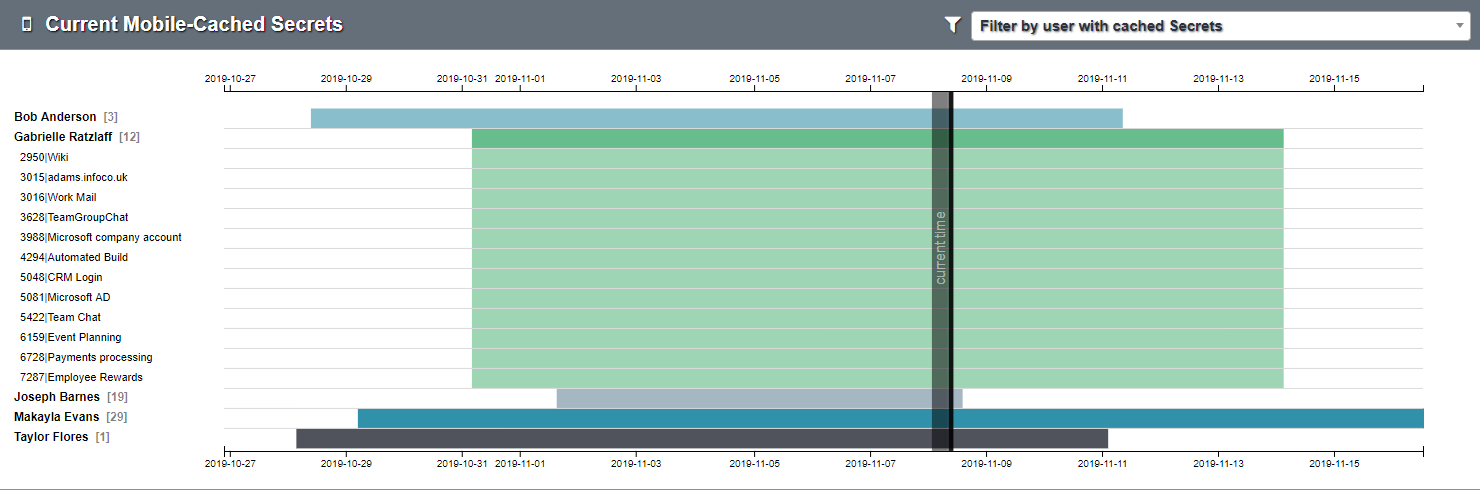 Current Mobile-Cached Secrets
Filter by user with cached Secrets
2019-10-27 2019-10-29 2019-10-31 2019-11-01 2019-11-03 2019-11-05 2019-11-07 2019-11-09 2019-11-11 2019-11-13 2019-11-15
Bob Anderson [3]
Gabrielle Ratzlaff [12]
2950|Wiki
3015|adams.infoco.uk
3016|Work Mail
3628|TeamGroupChat
3988|Microsoft company account
4294|Automated Build
5048|CRM Login
5081|Microsoft AD
5422|Team Chat
6159|Event Planning
6728|Payments processing
7287|Employee Rewards
Joseph Barnes [19]
Makayla Evans [29]
Taylor Flores [1]
current time
2019-10-27 2019-10-29 2019-10-31 2019-11-01 2019-11-03 2019-11-05 2019-11-07 2019-11-09 2019-11-11 2019-11-13 2019-11-15